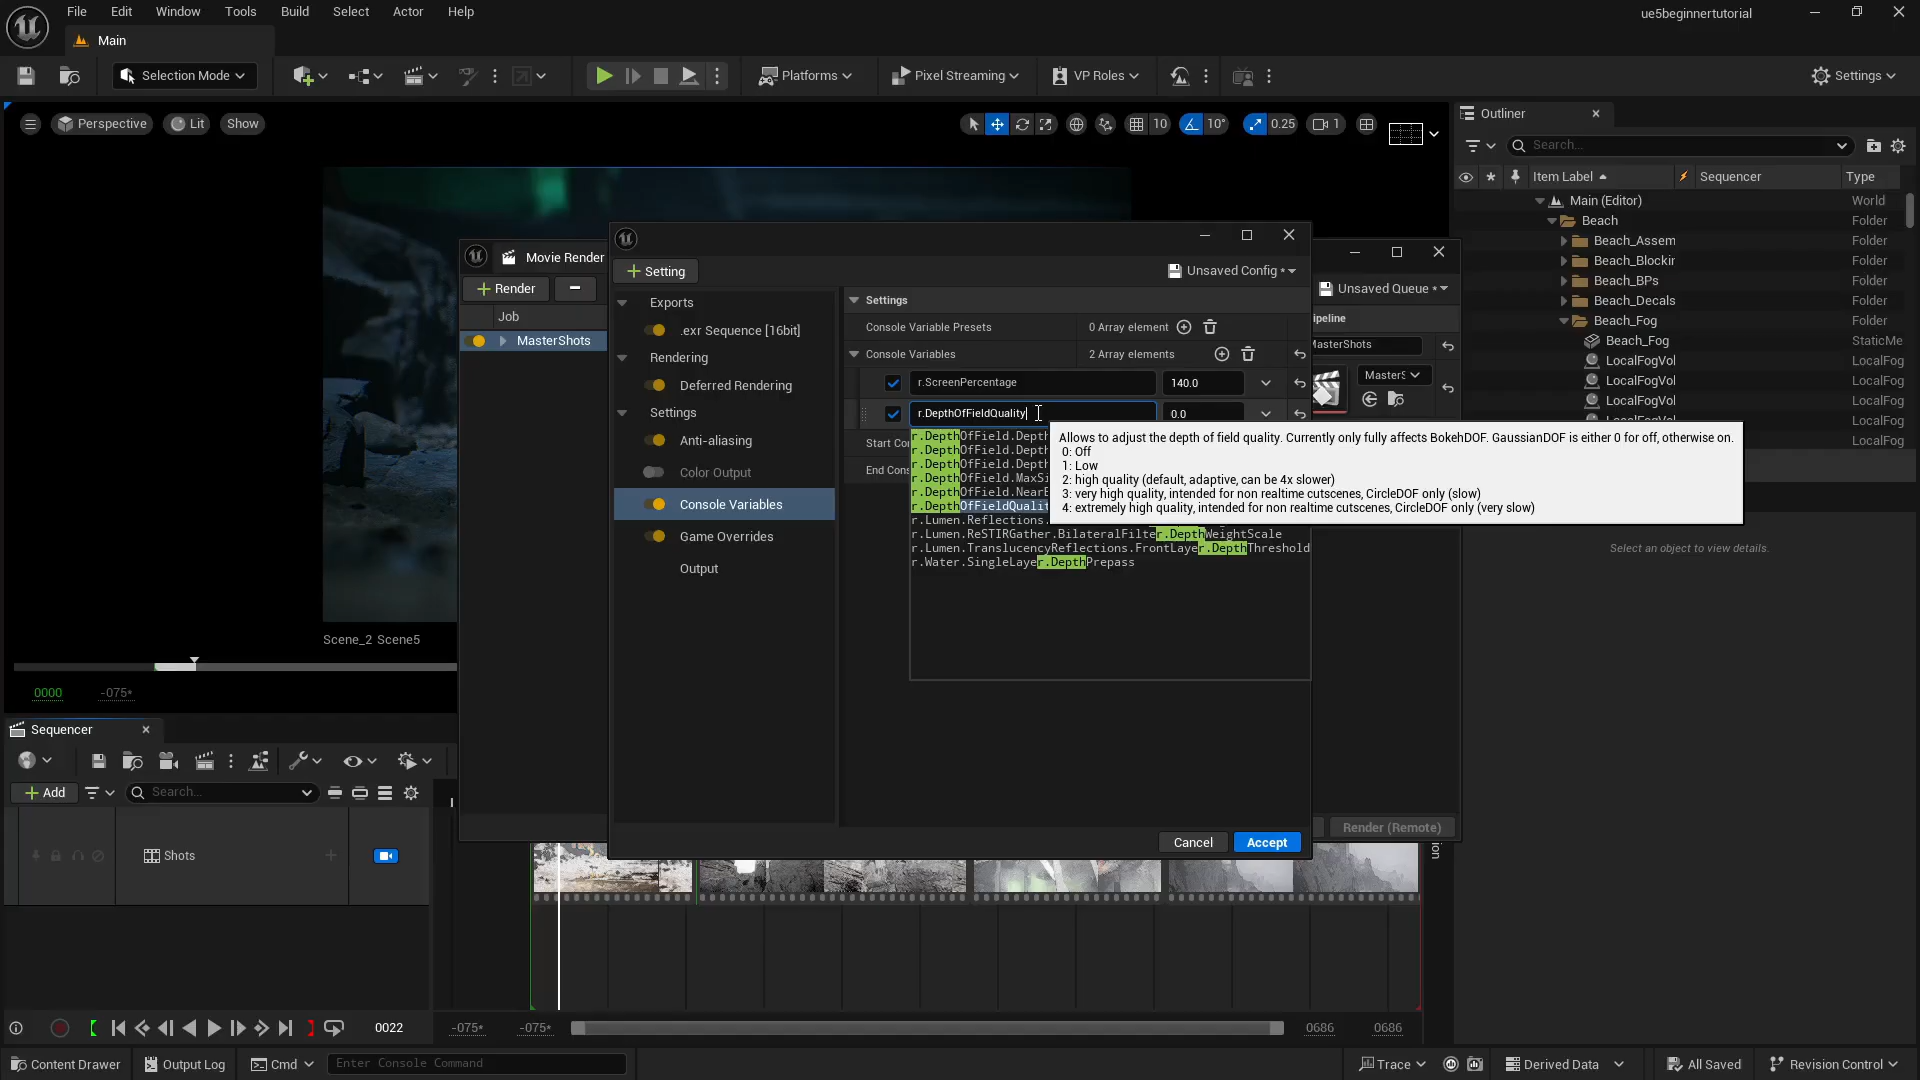 File Edit Window Tools Build Select Actor Help
ue5beginnertutorial
Main
Selection Mode
Platforms
Pixel Streaming
VP Roles
Settings
Perspective
Lit
Show
10
10°
0.25
1
Outliner
Search...
Item Label
Sequencer
Type
Main (Editor) World
Beach Folder
Beach_Assem Folder
Beach_Blockir Folder
Beach_BPs Folder
Beach_Decals Folder
Beach_Fog Folder
Beach_Fog StaticMe
LocalFogVol LocalFog
LocalFogVol LocalFog
LocalFogVol LocalFog
Folder
Select an object to view details.
Movie Render
+ Render
Job
MasterShots
Unsaved Queue *
ipeline
MasterShots
MasterS
Render (Remote)
+ Setting
Unsaved Config *
Exports
.exr Sequence [16bit]
Rendering
Deferred Rendering
Settings
Anti-aliasing
Color Output
Console Variables
Game Overrides
Output
Settings
Console Variable Presets 0 Array element
Console Variables 2 Array elements
r.ScreenPercentage 140.0
r.DepthOfFieldQuality 0.0
Start Co
End Cons
r.DepthOfField.Depth
r.DepthOfField.Depth
r.DepthOfField.Depth
r.DepthOfField.MaxSi
r.DepthOfField.Near
r.DepthOfFieldQualit
r.Lumen.Reflections.
r.Lumen.ReSTIRGather.BilateralFilter.DepthWeightScale
r.Lumen.TranslucencyReflections.FrontLayer.DepthThreshold
r.Water.SingleLayer.DepthPrepass
Allows to adjust the depth of field quality. Currently only fully affects BokehDOF. GaussianDOF is either 0 for off, otherwise on.
0: Off
1: Low
2: high quality (default, adaptive, can be 4x slower)
3: very high quality, intended for non realtime cutscenes, CircleDOF only (slow)
4: extremely high quality, intended for non realtime cutscenes, CircleDOF only (very slow)
Cancel
Accept
Scene_2 Scene5
0000
-075*
Sequencer
+ Add
Search...
Shots
0022
-075*
-075*
0686
0686
Content Drawer
Output Log
Cmd
Enter Console Command
Trace
Derived Data
All Saved
Revision Control